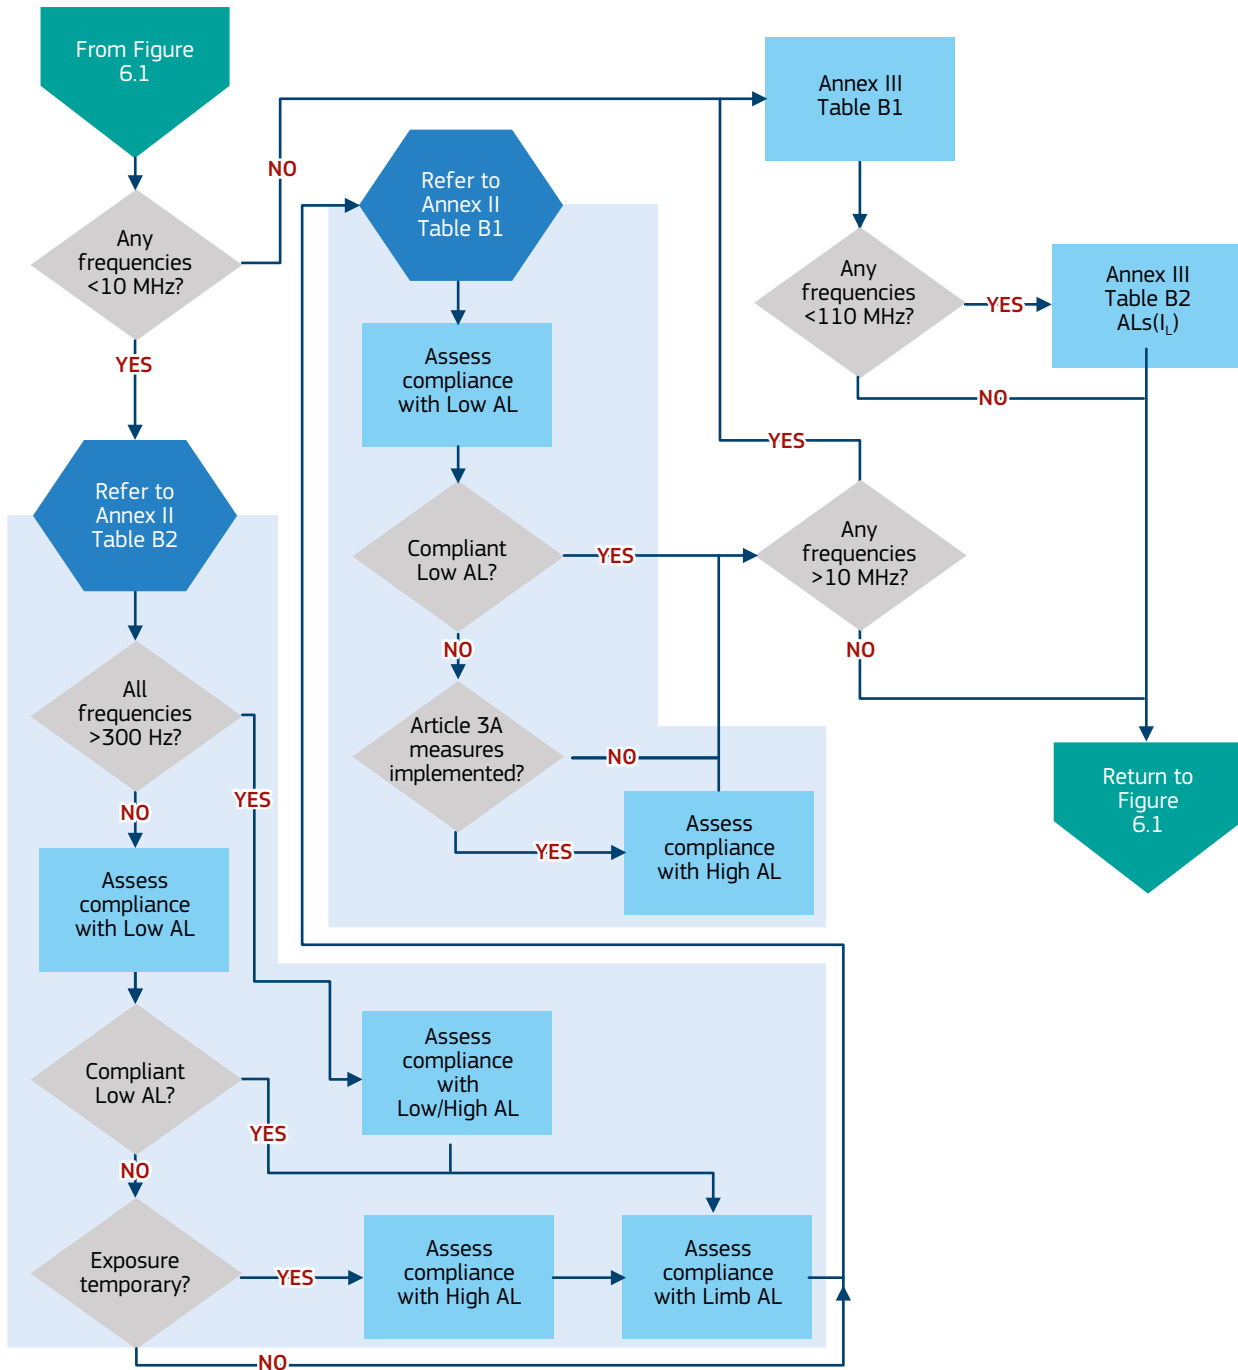 From Figure
6.1
Any
frequencies
<10 MHz?
NO
YES
Refer to
Annex II
Table B2
All
frequencies
>300 Hz?
YES
NO
Assess
compliance
with Low AL
Compliant
Low AL?
YES
NO
Exposure
temporary?
YES
NO
Assess
compliance
with
Low/High AL
Assess
compliance
with High AL
Assess
compliance
with Limb AL
Refer to
Annex II
Table B1
Assess
compliance
with Low AL
Compliant
Low AL?
YES
NO
Article 3A
measures
implemented?
NO
YES
Assess
compliance
with High AL
Any
frequencies
>10 MHz?
YES
NO
Annex III
Table B1
Any
frequencies
<110 MHz?
YES
NO
Annex III
Table B2
ALs(I_L)
Return to
Figure
6.1